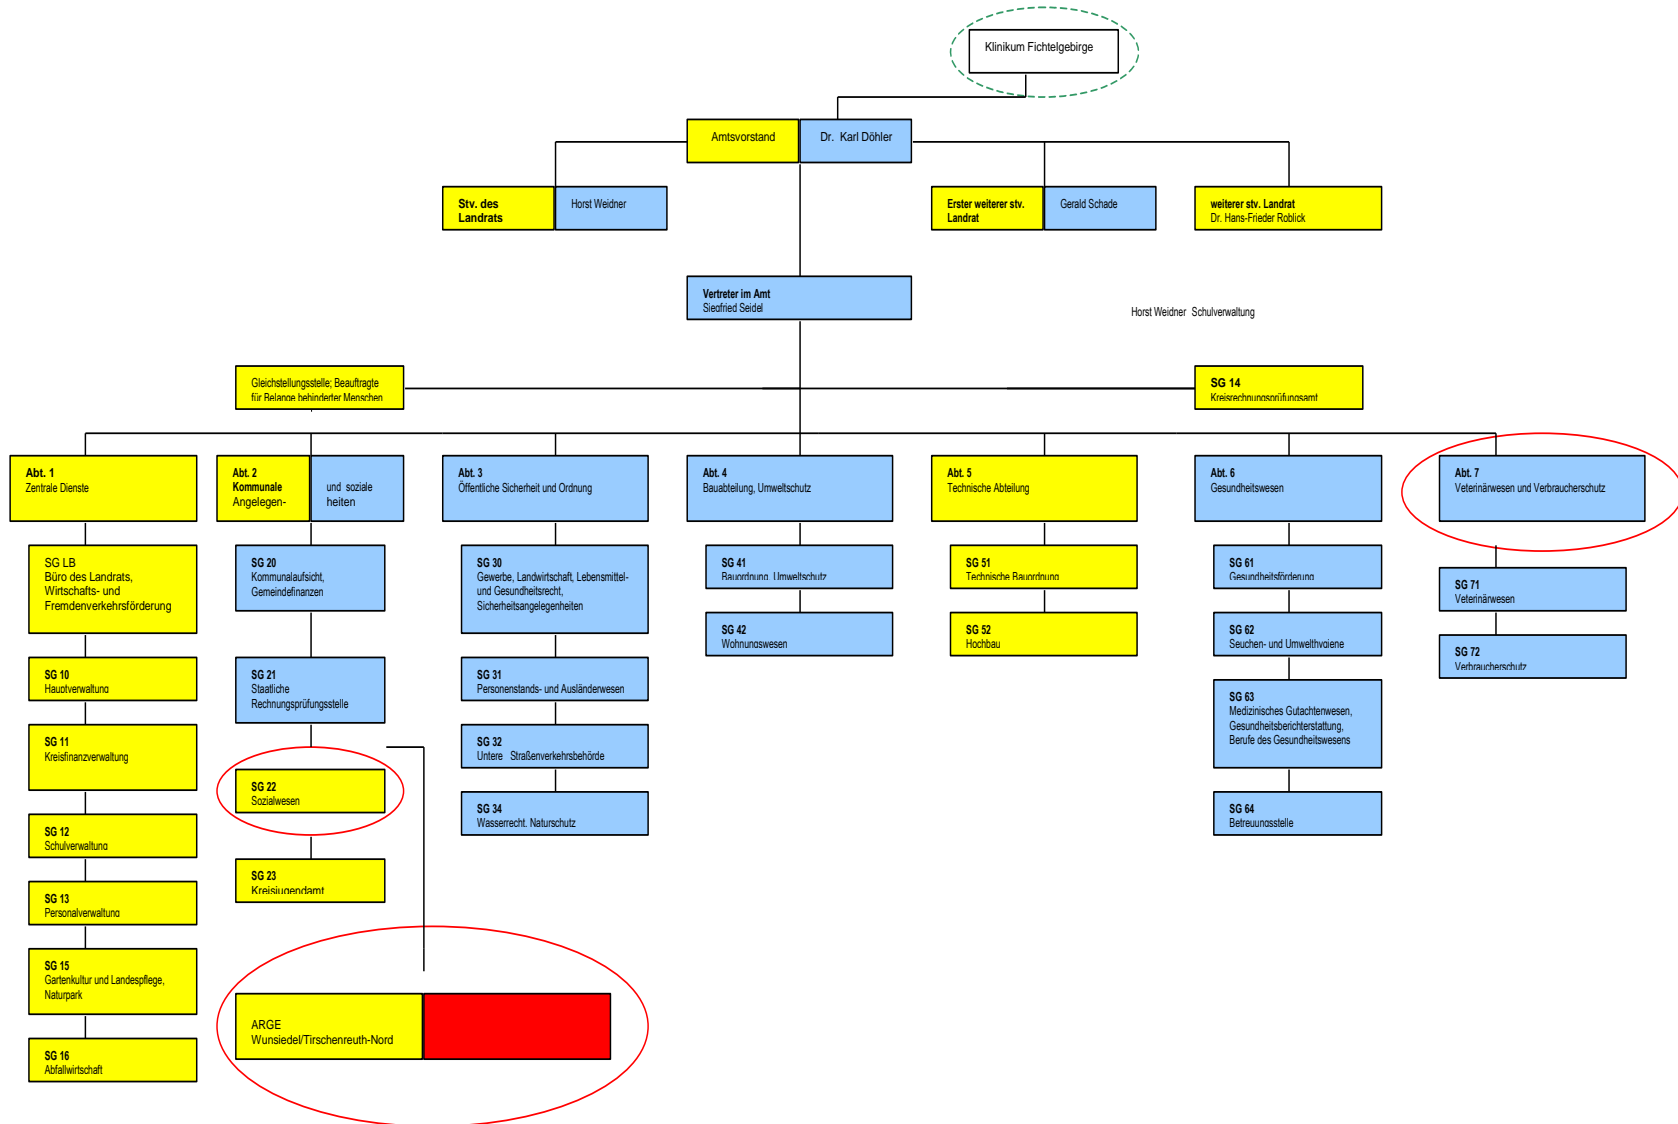 Klinikum Fichtelgebirge
Amtsvorstand
Dr. Karl Döhler
Stv. des
Landrats
Horst Weidner
Erster weiterer stv.
Landrat
Gerald Schade
weiterer stv. Landrat
Dr. Hans-Frieder Roblick
Vertreter im Amt
Siegfried Seidel
Horst Weidner Schulverwaltung
Gleichstellungsstelle; Beauftragte
für Belange behinderter Menschen
SG 14
Kreisrechnungsprüfungsamt
Abt. 1
Zentrale Dienste
SG LB
Büro des Landrats,
Wirtschafts- und
Fremdenverkehrsförderung
SG 10
Hauptverwaltung
SG 11
Kreisfinanzverwaltung
SG 12
Schulverwaltung
SG 13
Personalverwaltung
SG 15
Gartenkultur und Landespflege,
Naturpark
SG 16
Abfallwirtschaft
Abt. 2
Kommunale
Angelegen-
und soziale
heiten
SG 20
Kommunalaufsicht,
Gemeindefinanzen
SG 21
Staatliche
Rechnungsprüfungsstelle
SG 22
Sozialwesen
SG 23
Kreisjugendamt
ARGE
Wunsiedel/Tirschenreuth-Nord
Abt. 3
Öffentliche Sicherheit und Ordnung
SG 30
Gewerbe, Landwirtschaft, Lebensmittel-
und Gesundheitsrecht,
Sicherheitsangelegenheiten
SG 31
Personenstands- und Ausländerwesen
SG 32
Untere Straßenverkehrsbehörde
SG 34
Wasserrecht, Naturschutz
Abt. 4
Bauabteilung, Umweltschutz
SG 41
Bauordnung, Umweltschutz
SG 42
Wohnungswesen
Abt. 5
Technische Abteilung
SG 51
Technische Bauordnung
SG 52
Hochbau
Abt. 6
Gesundheitswesen
SG 61
Gesundheitsförderung
SG 62
Seuchen- und Umwelthygiene
SG 63
Medizinisches Gutachtenwesen,
Gesundheitsberichterstattung,
Berufe des Gesundheitswesens
SG 64
Betreuungsstelle
Abt. 7
Veterinärwesen und Verbraucherschutz
SG 71
Veterinärwesen
SG 72
Verbraucherschutz